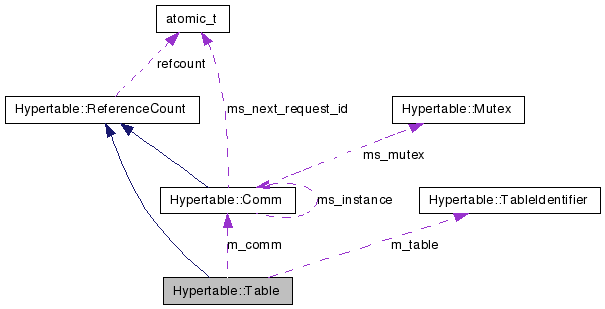 atomic_t
refcount
Hypertable::ReferenceCount
ms_next_request_id
Hypertable::Mutex
ms_mutex
Hypertable::Comm
ms_instance
Hypertable::TableIdentifier
m_comm
m_table
Hypertable::Table